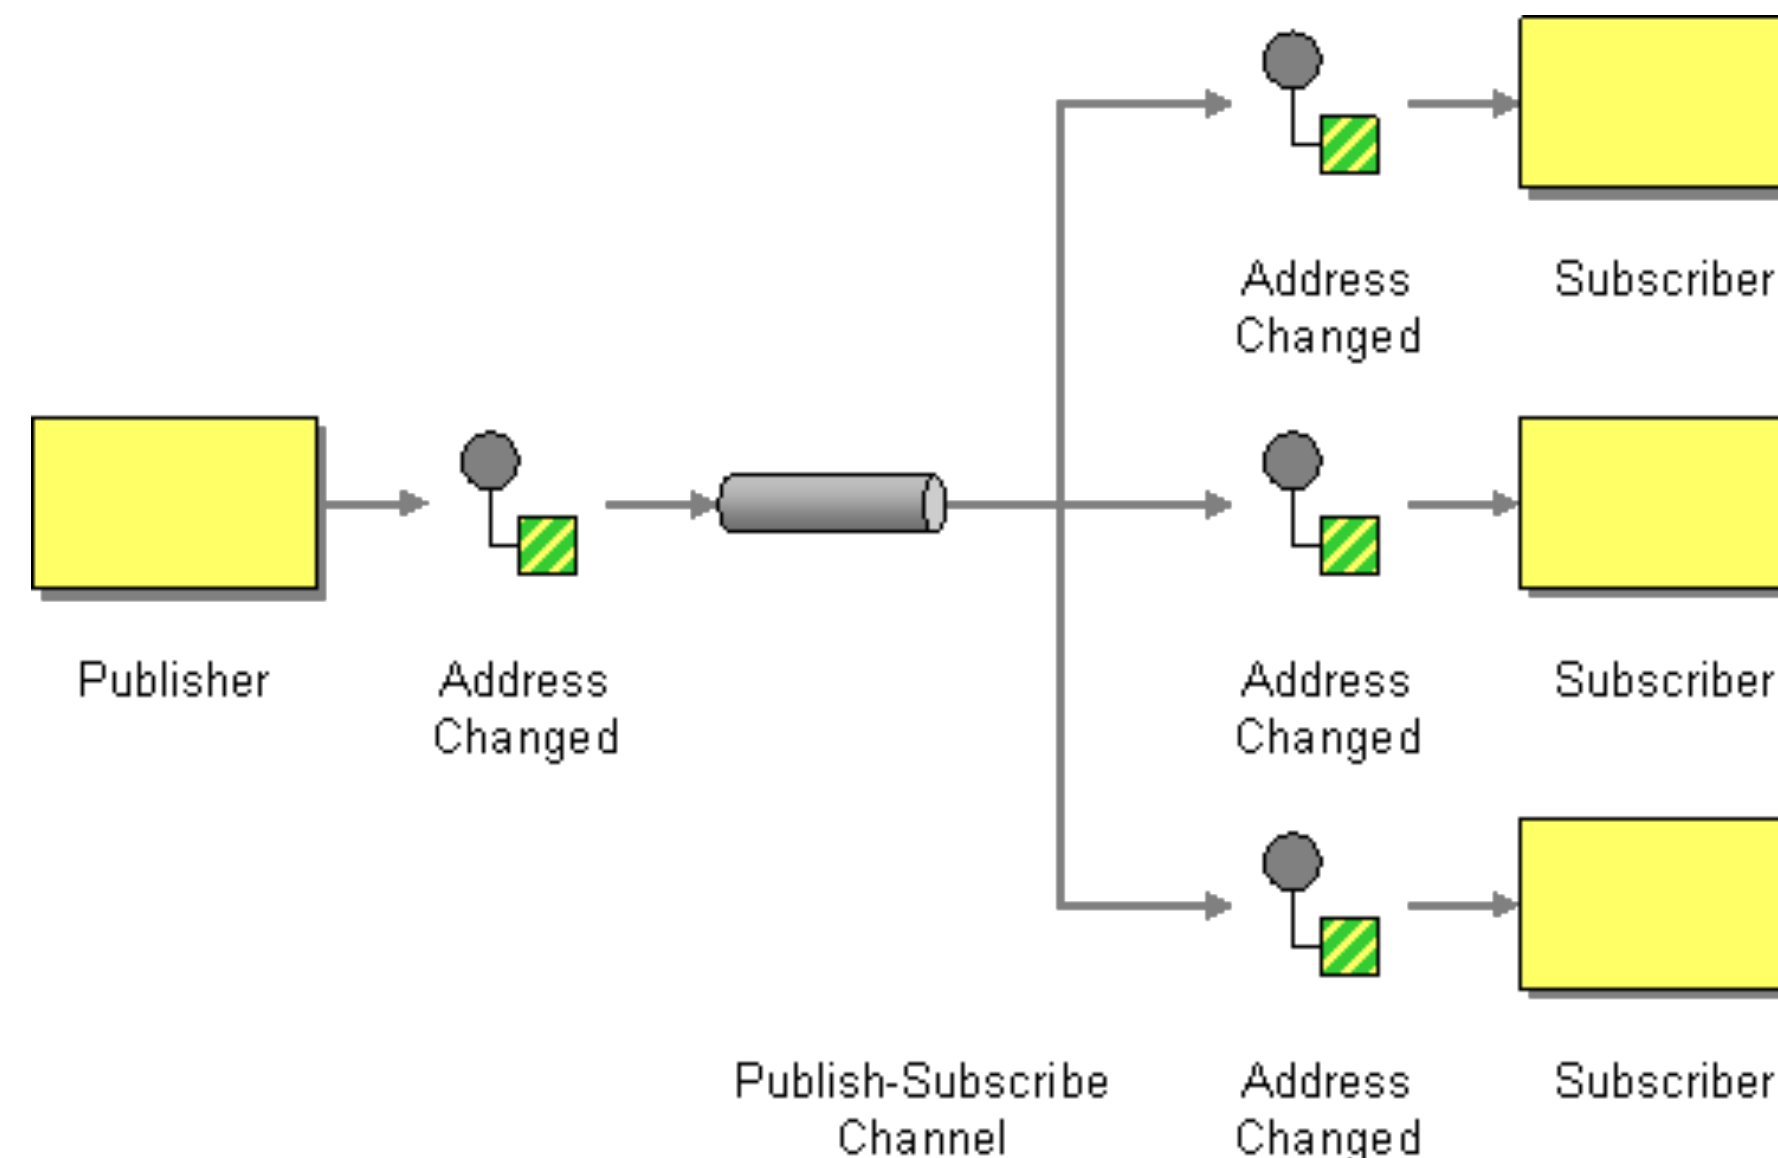 Address
Changed
Subscriber
Publisher
Address
Changed
Address
Changed
Subscriber
Publish-Subscribe
Channel
Address
Changed
Subscriber